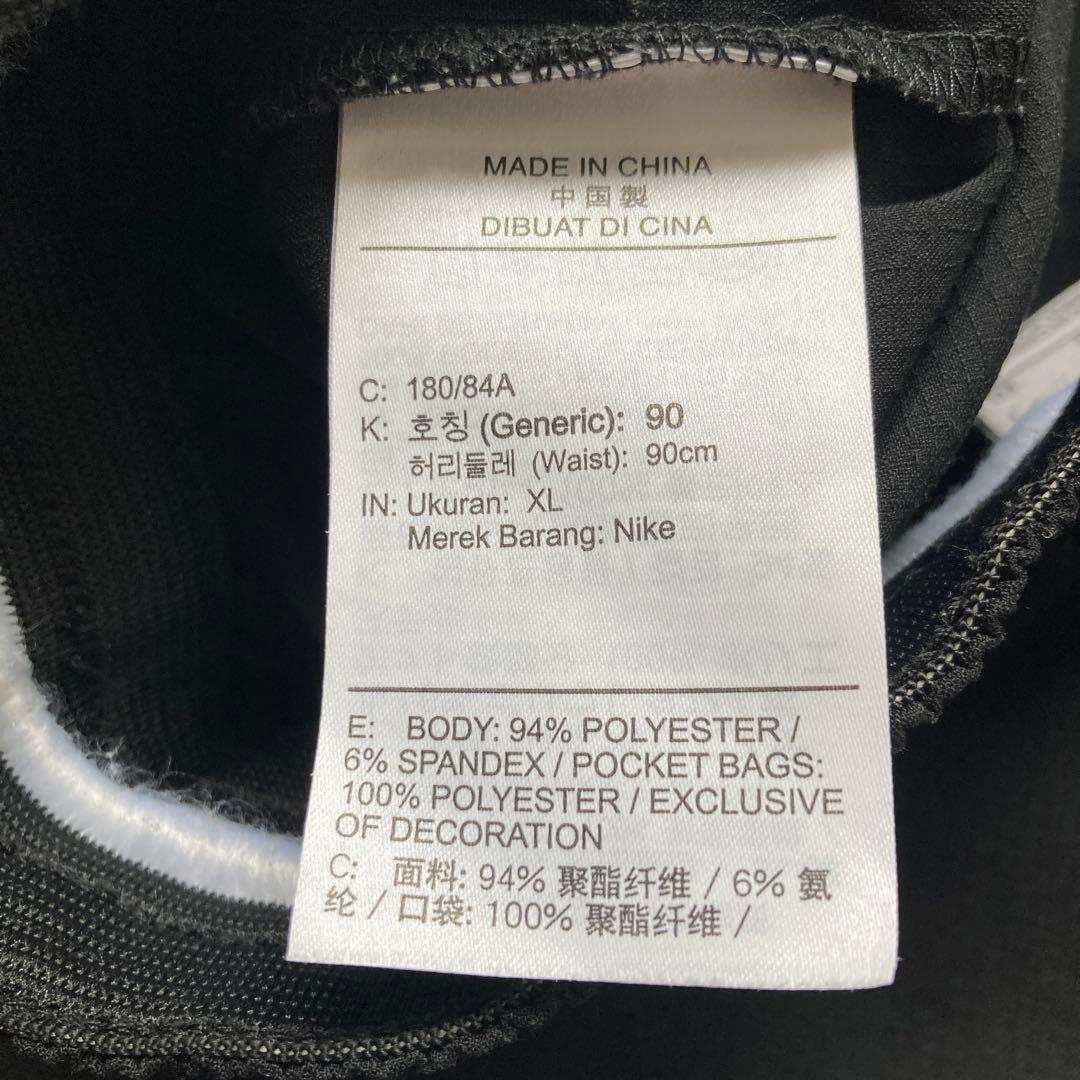 MADE IN CHINA
中国製
DIBUAT DI CINA
C: 180/84A
K: 호칭 (Generic): 90
허리둘레 (Waist): 90cm
IN: Ukuran: XL
Merek Barang: Nike
E: BODY: 94% POLYESTER /
6% SPANDEX / POCKET BAGS:
100% POLYESTER / EXCLUSIVE
OF DECORATION
C: 面料: 94% 聚酯纤维 / 6% 氨
纶 / 口袋: 100% 聚酯纤维 /